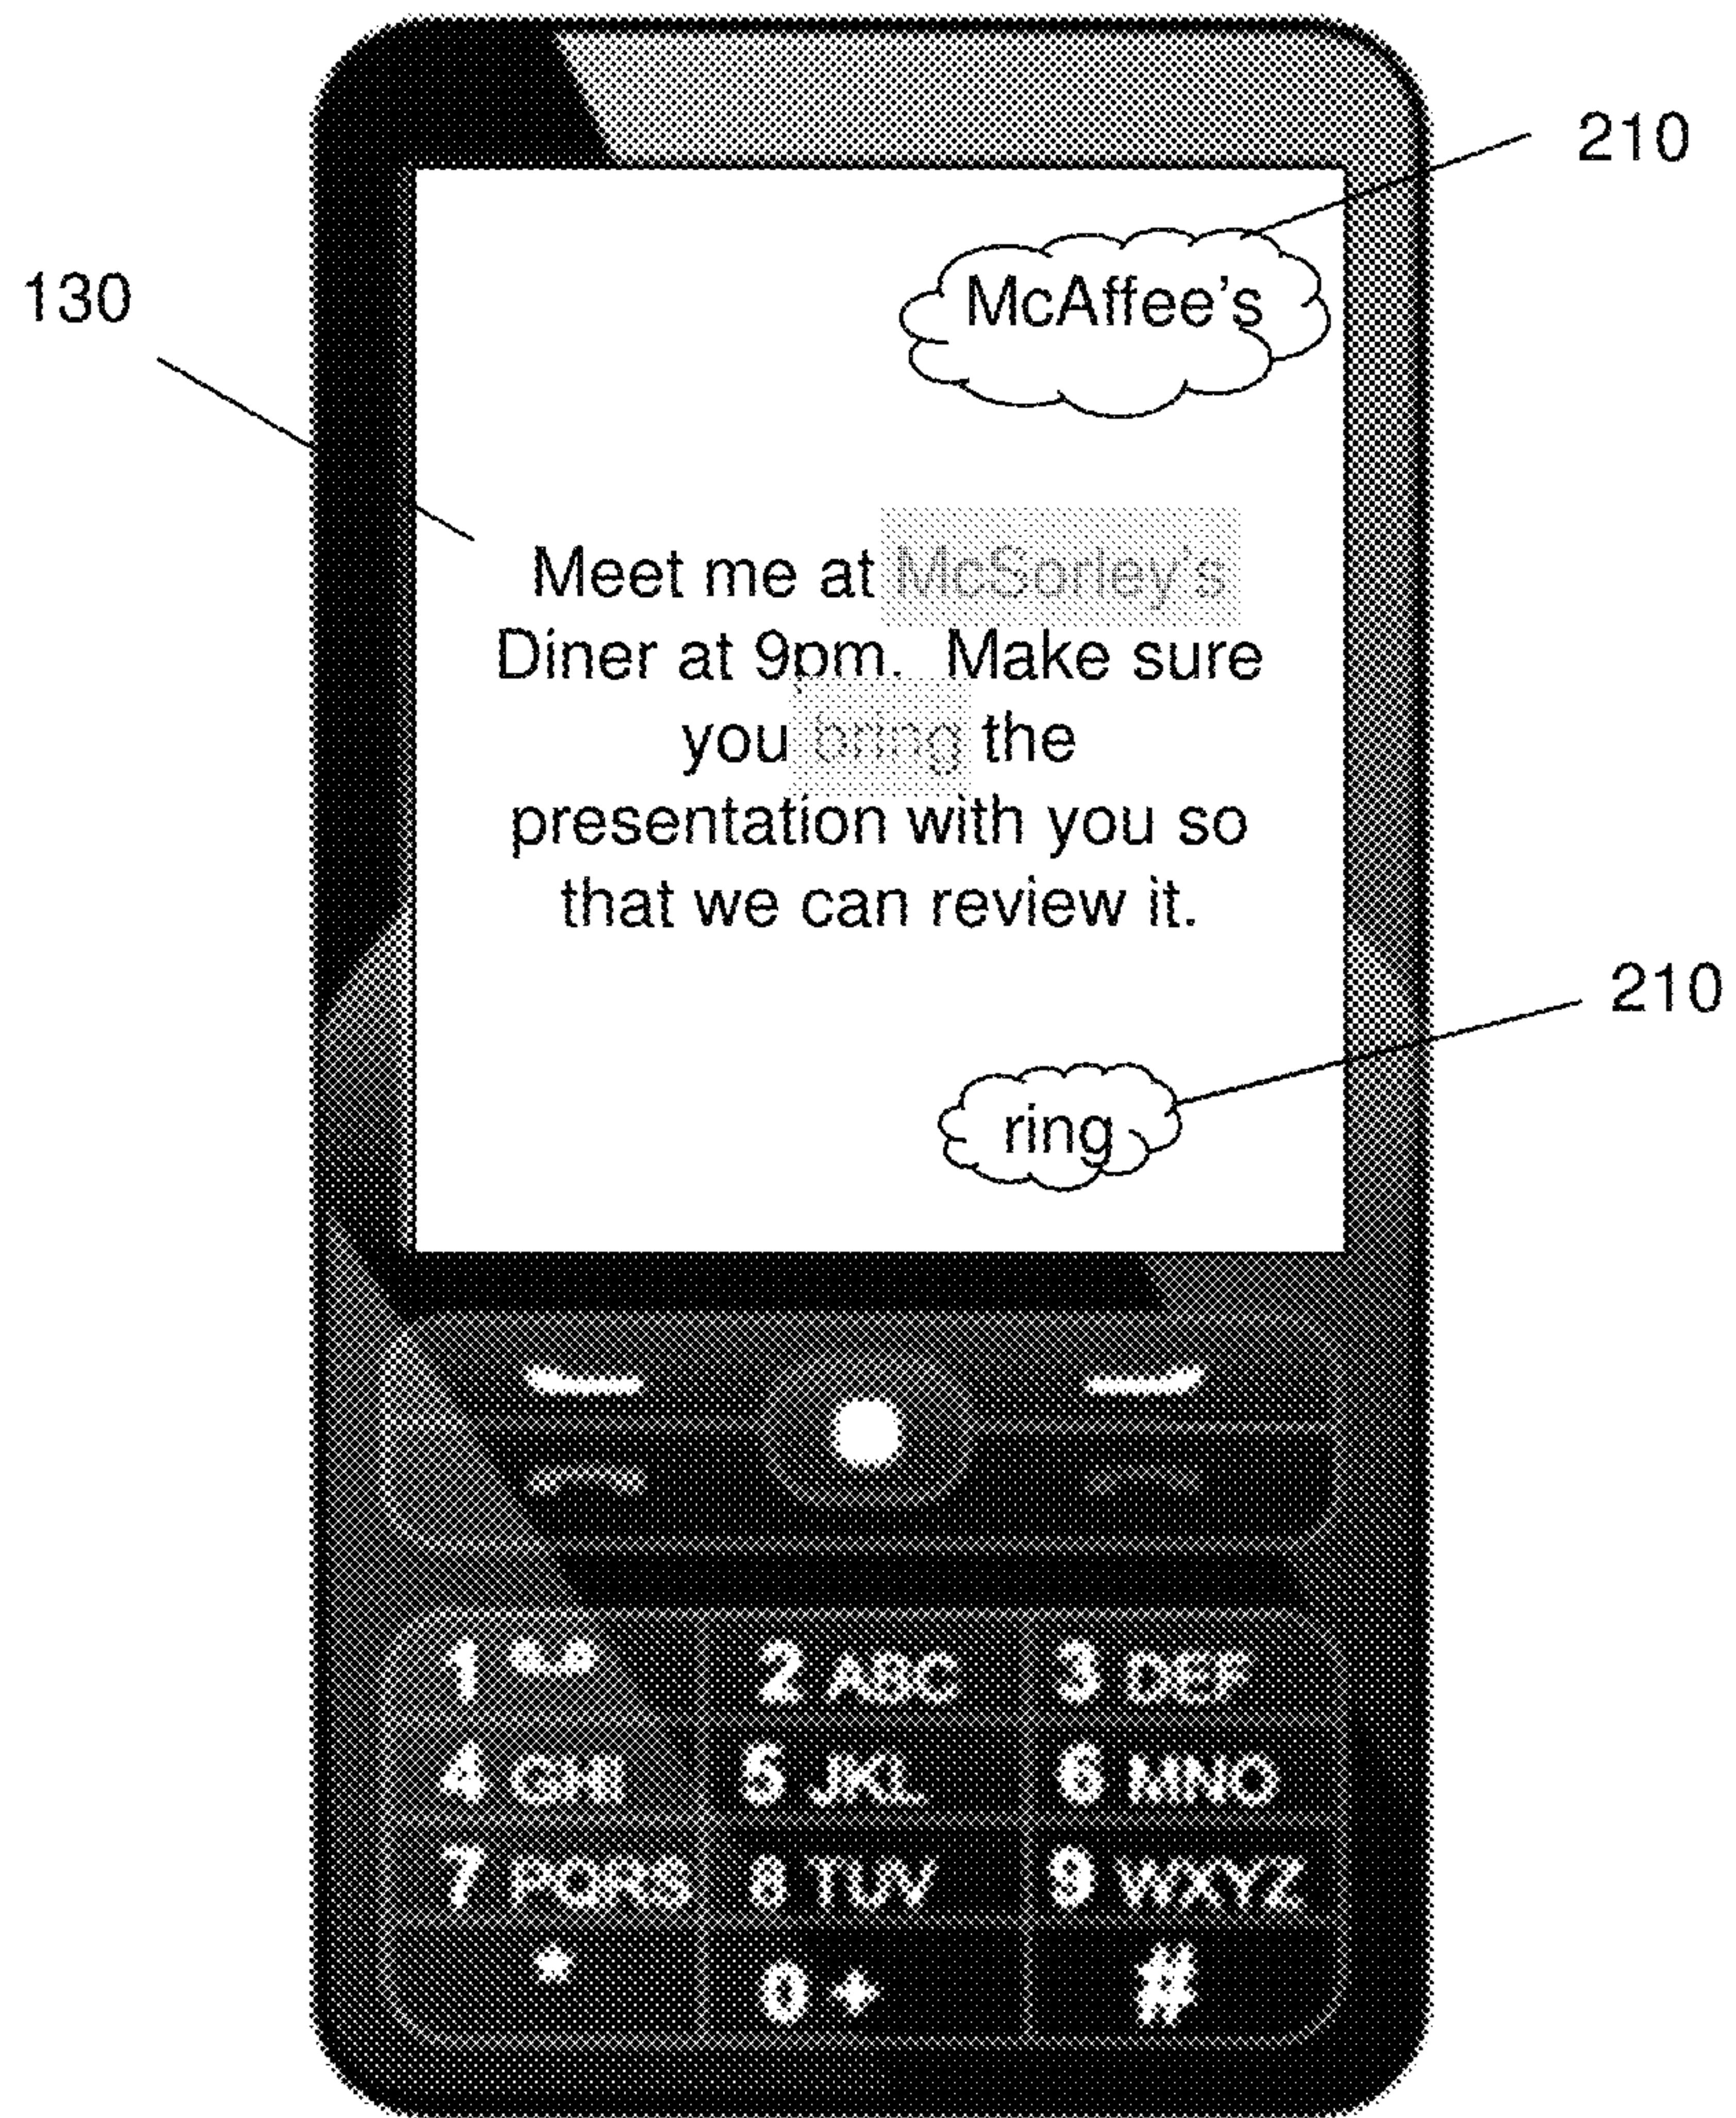 210
130
McAffee's
Meet me at McSorley's
Diner at 9pm. Make sure
you bring the
presentation with you so
that we can review it.
210
ring
1
2 ABC
3 DEF
4 GHI
5 JKL
6 MNO
7 PQRS
8 TUV
9 WXYZ
*
0 +
#